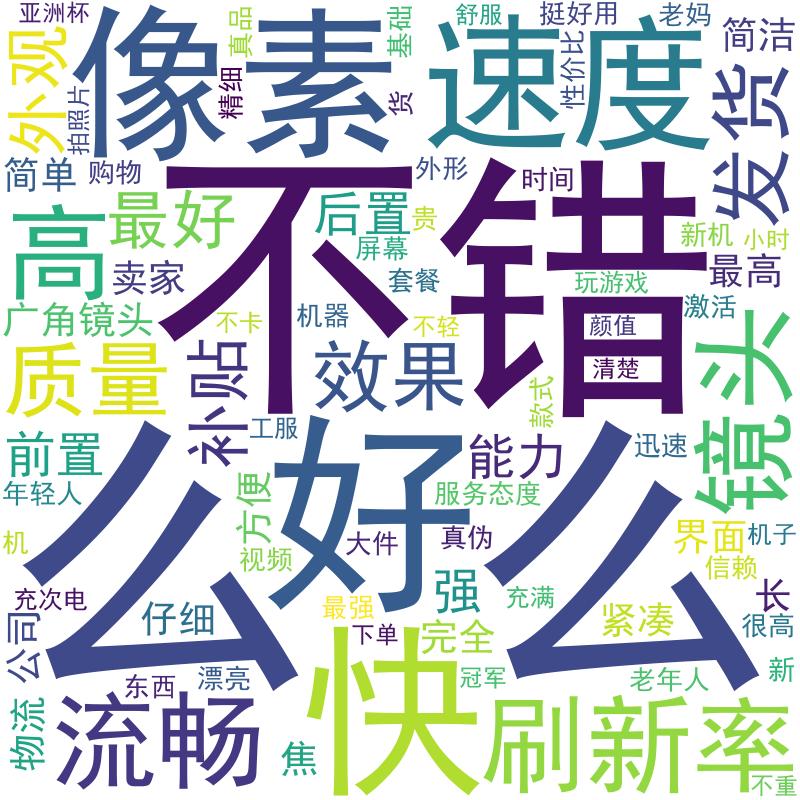 亚洲杯
像素
真品
基础
舒服
挺好用
老妈
简洁
外观
拍照片
精细
货
速度
性价比
发货
简单
购物
不错
外形
时间
高
最好
后置
贵
屏幕
新机
小时
卖家
套餐
玩游戏
最高
激活
广角镜头
不卡
机器
不轻
颜值
质量
补贴
效果
清楚
镜头
款式
前置
工服
好
能力
迅速
么么
年轻人
方便
服务态度
机
视频
大件
真伪
界面
机子
信赖
充次电
仔细
最强
强
充满
紧凑
长
公司
下单
完全
很高
快
东西
漂亮
冠军
老年人
新
物流
流畅
焦
刷新率
不重